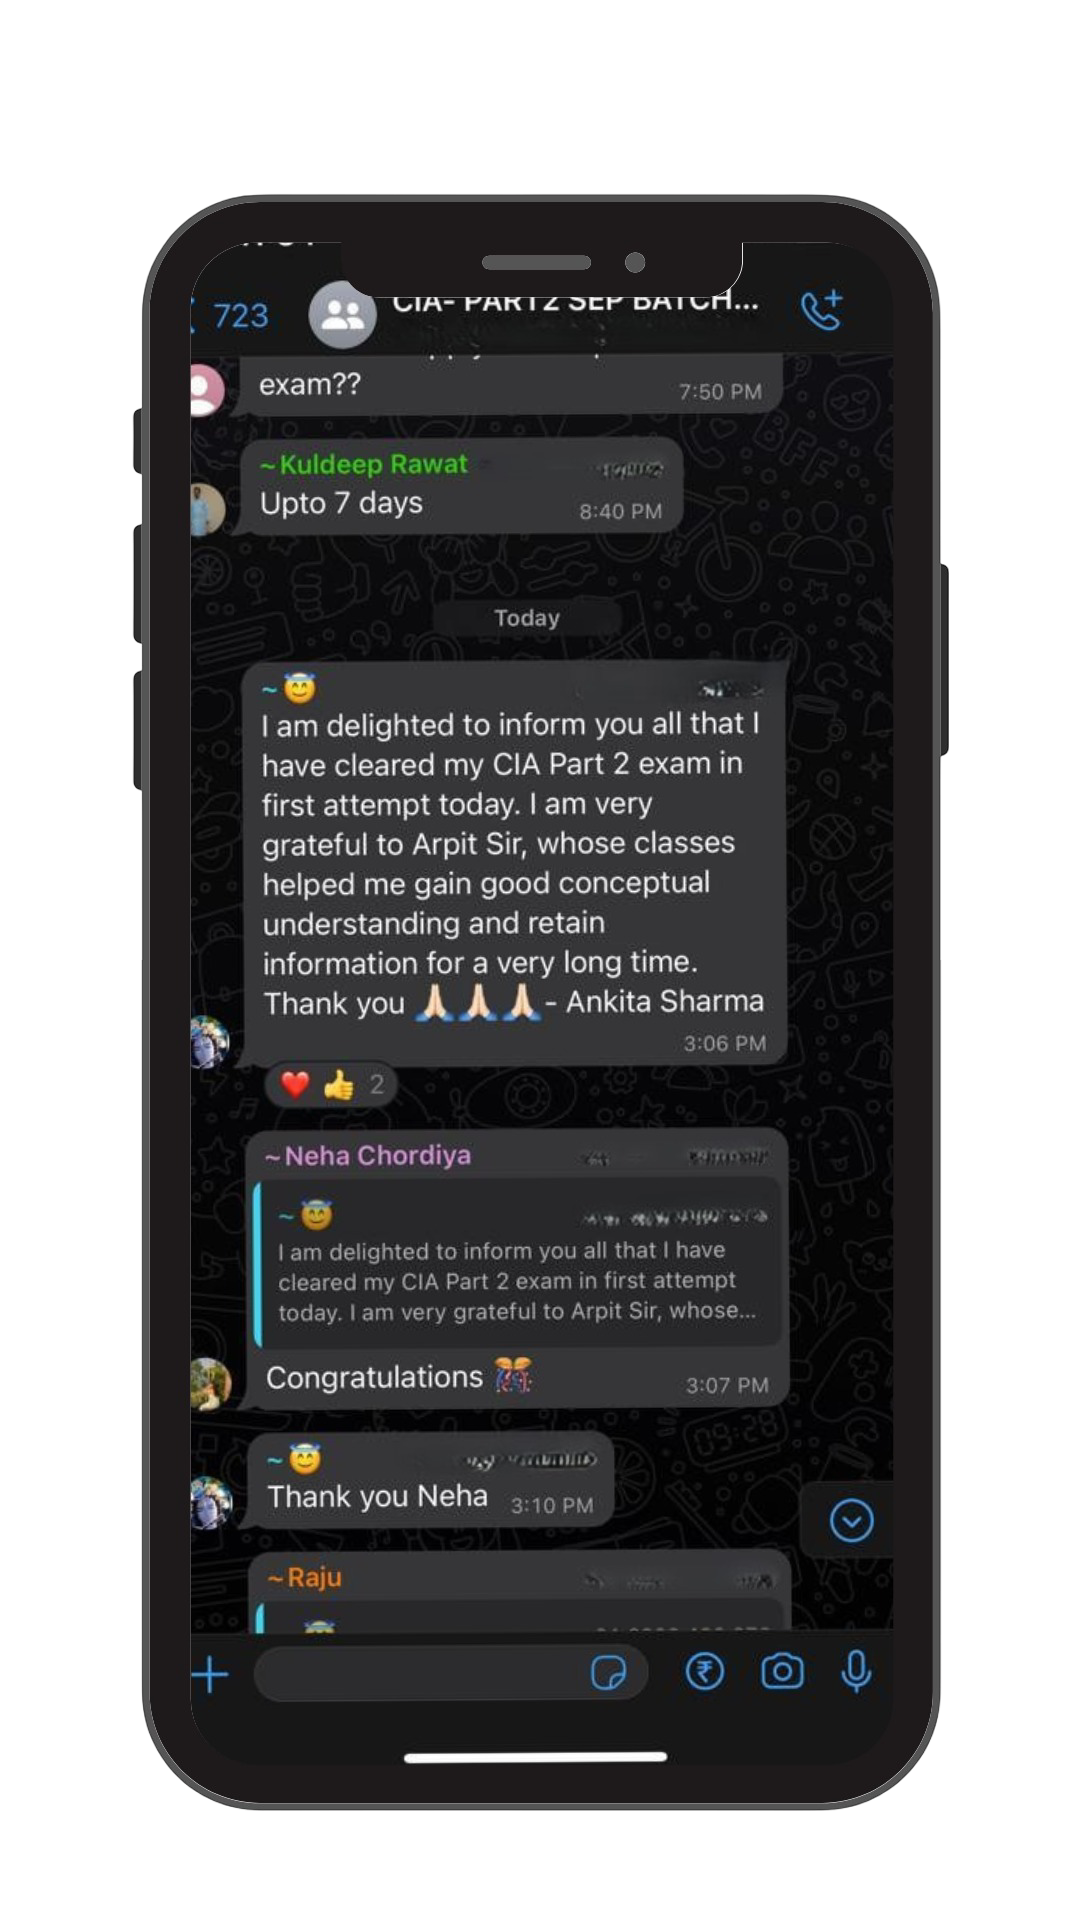 723
CIA- PART2 SEP BATCH...
exam??
7:50 PM
~Kuldeep Rawat
Upto 7 days
8:40 PM
Today
~😇
I am delighted to inform you all that I
have cleared my CIA Part 2 exam in
first attempt today. I am very
grateful to Arpit Sir, whose classes
helped me gain good conceptual
understanding and retain
information for a very long time.
Thank you 🙏🏻🙏🏻🙏🏻- Ankita Sharma
3:06 PM
❤️ 👍 2
~Neha Chordiya
~😇
I am delighted to inform you all that I have
cleared my CIA Part 2 exam in first attempt
today. I am very grateful to Arpit Sir, whose...
Congratulations 🎊
3:07 PM
~😇
Thank you Neha
3:10 PM
~Raju